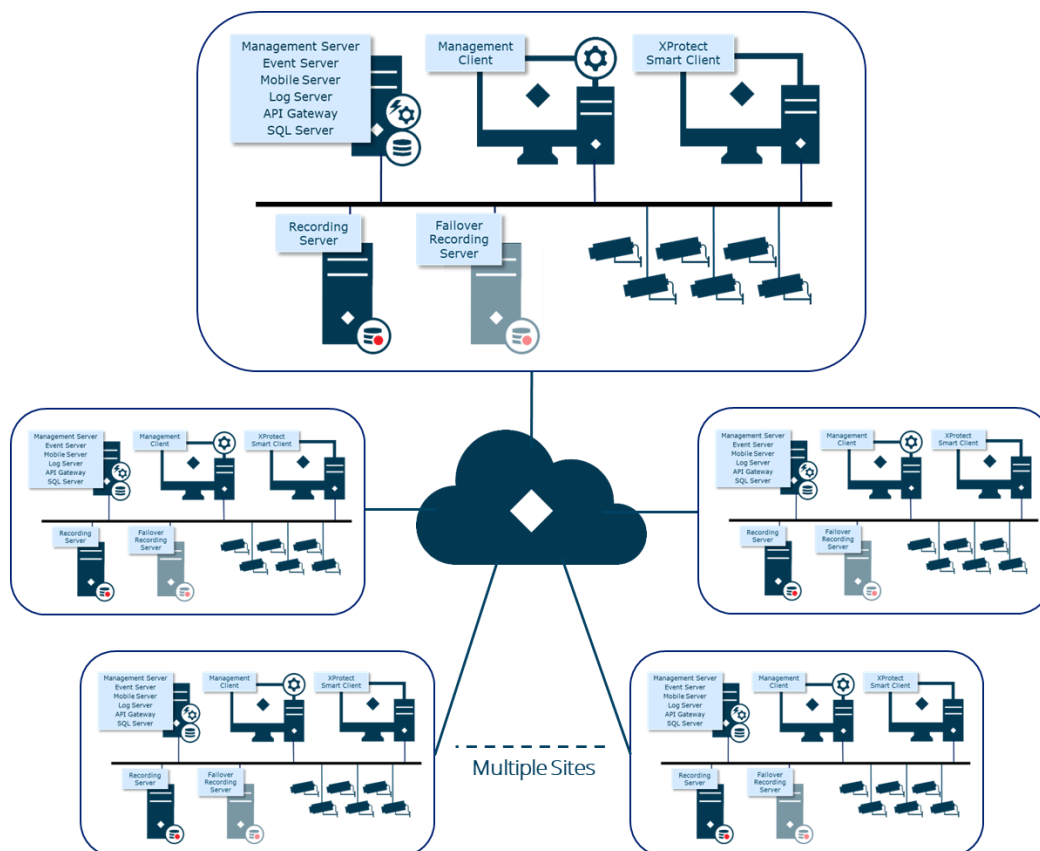 Management Server
Event Server
Mobile Server
Log Server
API Gateway
SQL Server
Management
Client
XProtect
Smart Client
Recording
Server
Failover
Recording
Server
Management Server
Event Server
Mobile Server
Log Server
API Gateway
SQL Server
Management
Client
XProtect
Smart Client
Recording
Server
Failover
Recording
Server
Management Server
Event Server
Mobile Server
Log Server
API Gateway
SQL Server
Management
Client
XProtect
Smart Client
Recording
Server
Failover
Recording
Server
Management Server
Event Server
Mobile Server
Log Server
API Gateway
SQL Server
Management
Client
XProtect
Smart Client
Recording
Server
Failover
Recording
Server
Multiple Sites
Management Server
Event Server
Mobile Server
Log Server
API Gateway
SQL Server
Management
Client
XProtect
Smart Client
Recording
Server
Failover
Recording
Server